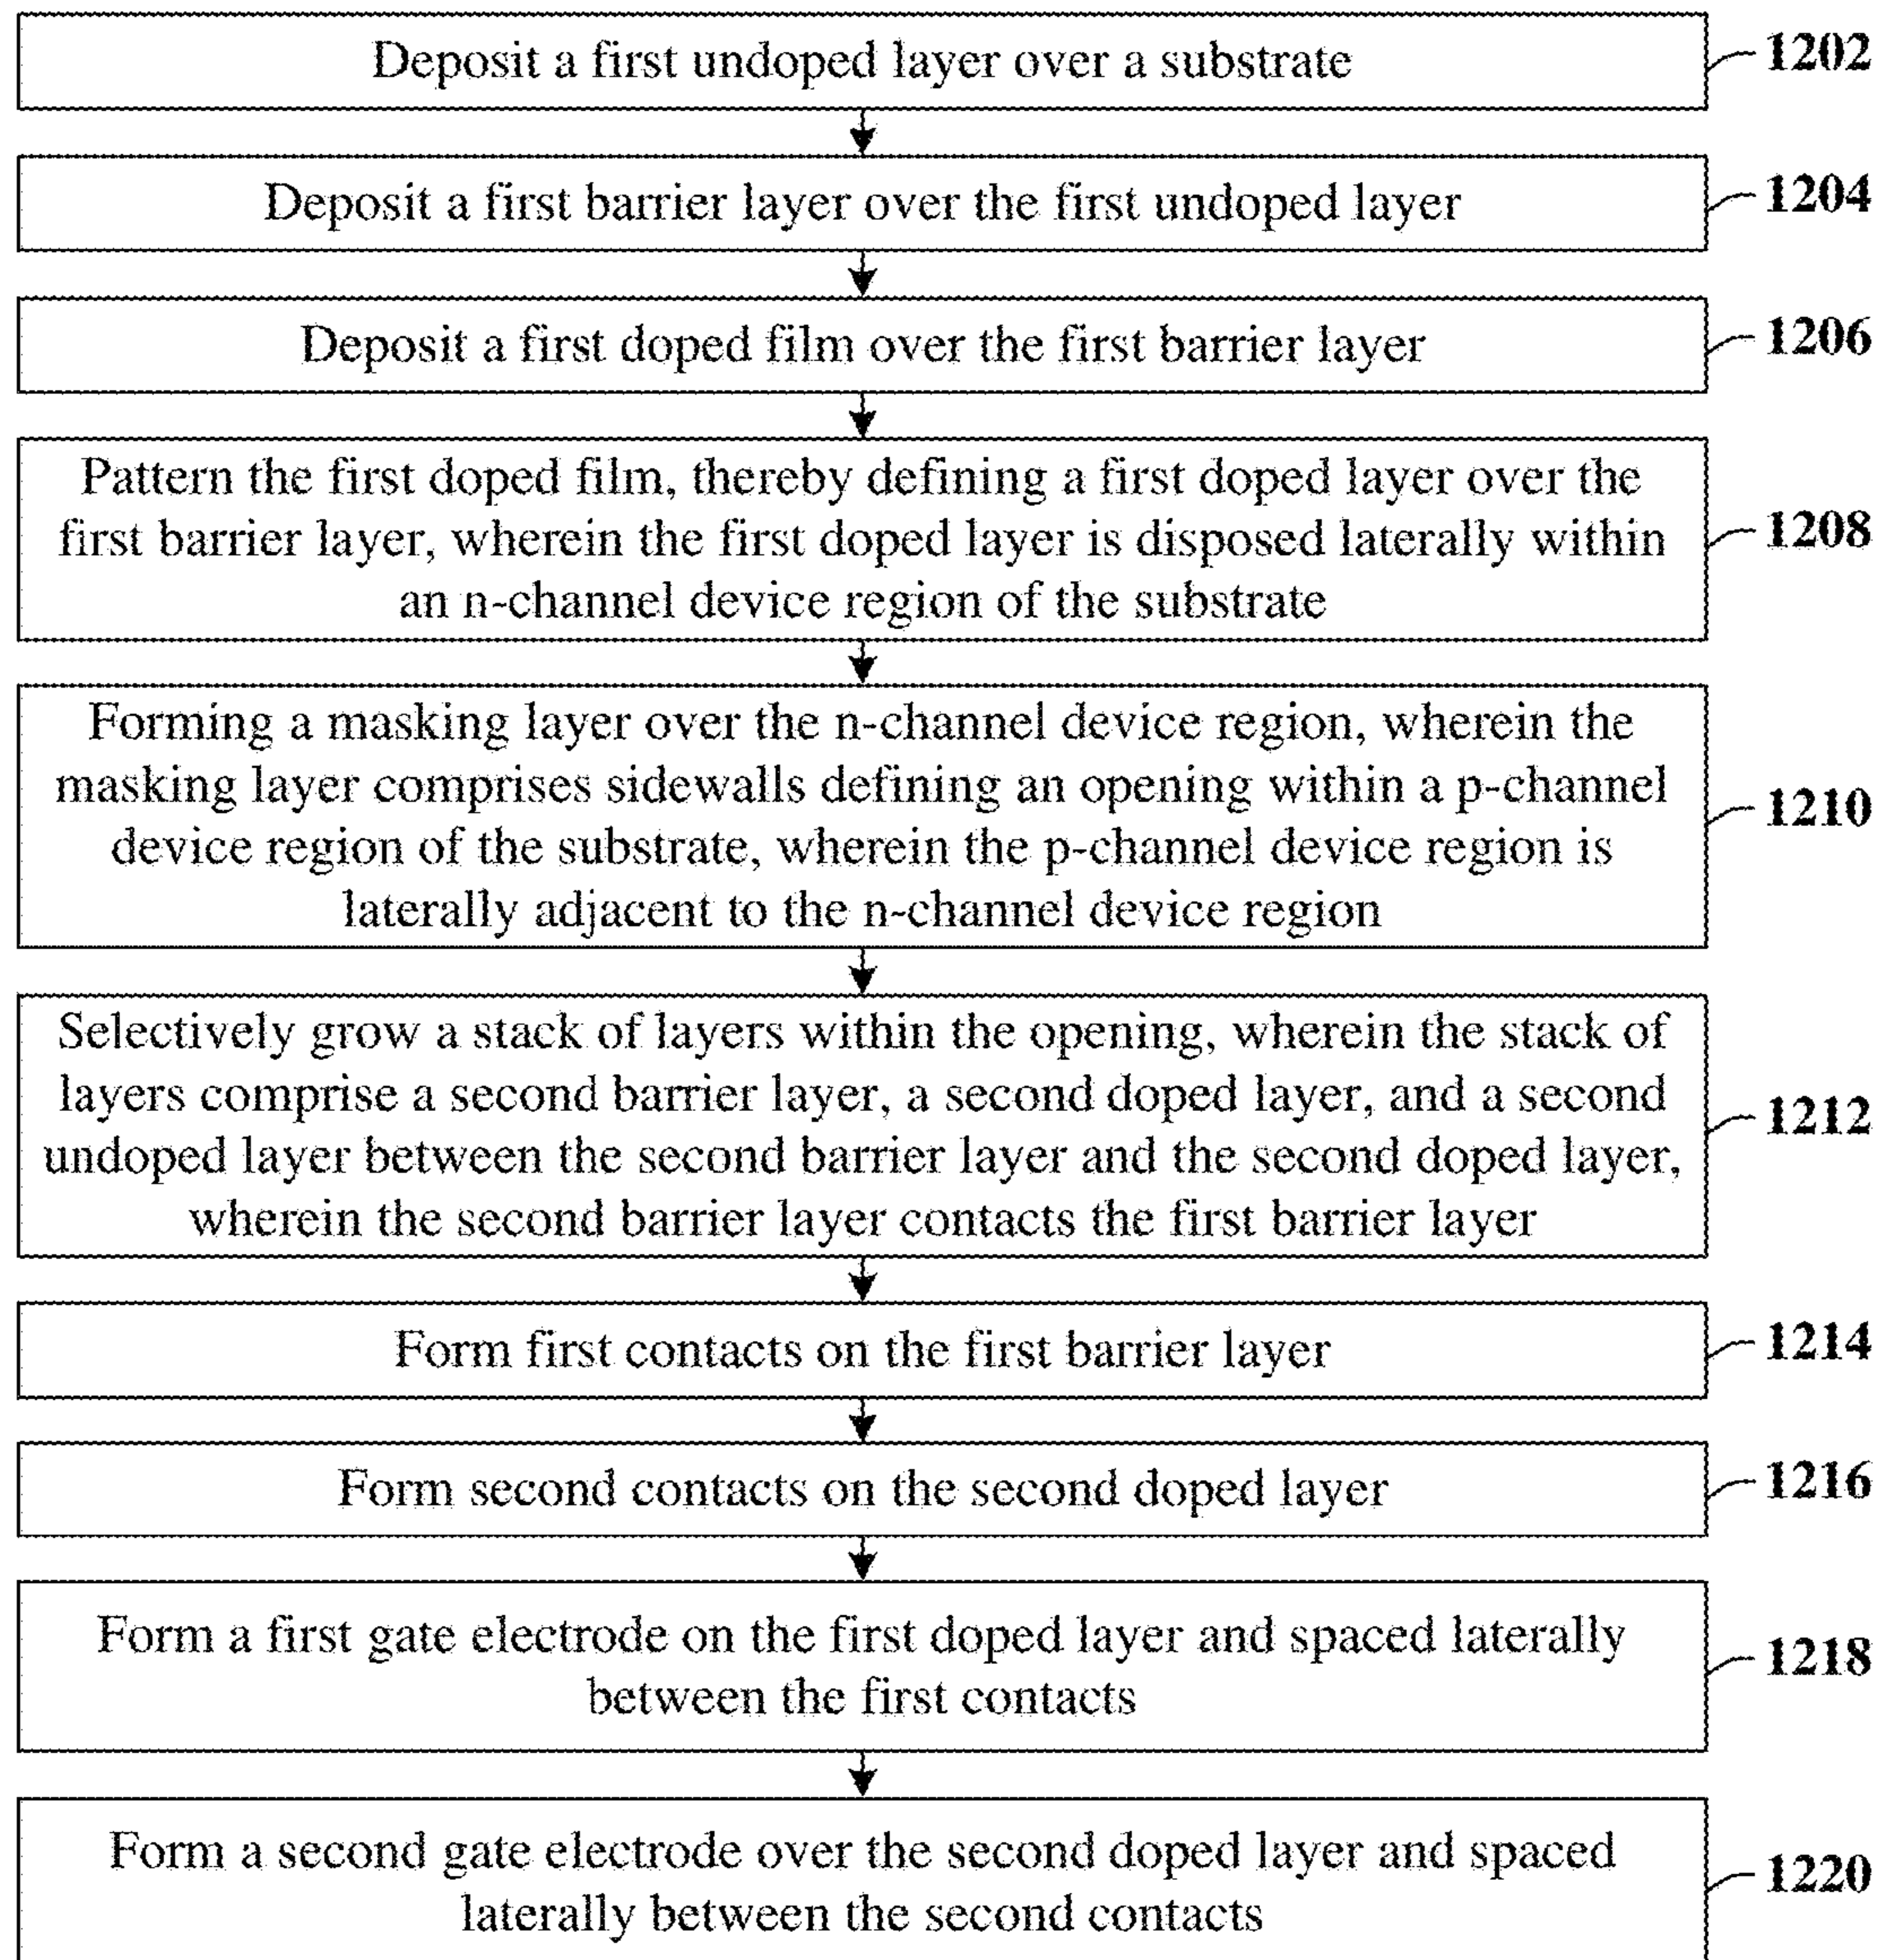 Deposit a first undoped layer over a substrate
1202
Deposit a first barrier layer over the first undoped layer
1204
Deposit a first doped film over the first barrier layer
1206
Pattern the first doped film, thereby defining a first doped layer over the
first barrier layer, wherein the first doped layer is disposed laterally within
an n-channel device region of the substrate
1208
Forming a masking layer over the n-channel device region, wherein the
masking layer comprises sidewalls defining an opening within a p-channel
device region of the substrate, wherein the p-channel device region is
laterally adjacent to the n-channel device region
1210
Selectively grow a stack of layers within the opening, wherein the stack of
layers comprise a second barrier layer, a second doped layer, and a second
undoped layer between the second barrier layer and the second doped layer,
wherein the second barrier layer contacts the first barrier layer
1212
Form first contacts on the first barrier layer
1214
Form second contacts on the second doped layer
1216
Form a first gate electrode on the first doped layer and spaced laterally
between the first contacts
1218
Form a second gate electrode over the second doped layer and spaced
laterally between the second contacts
1220